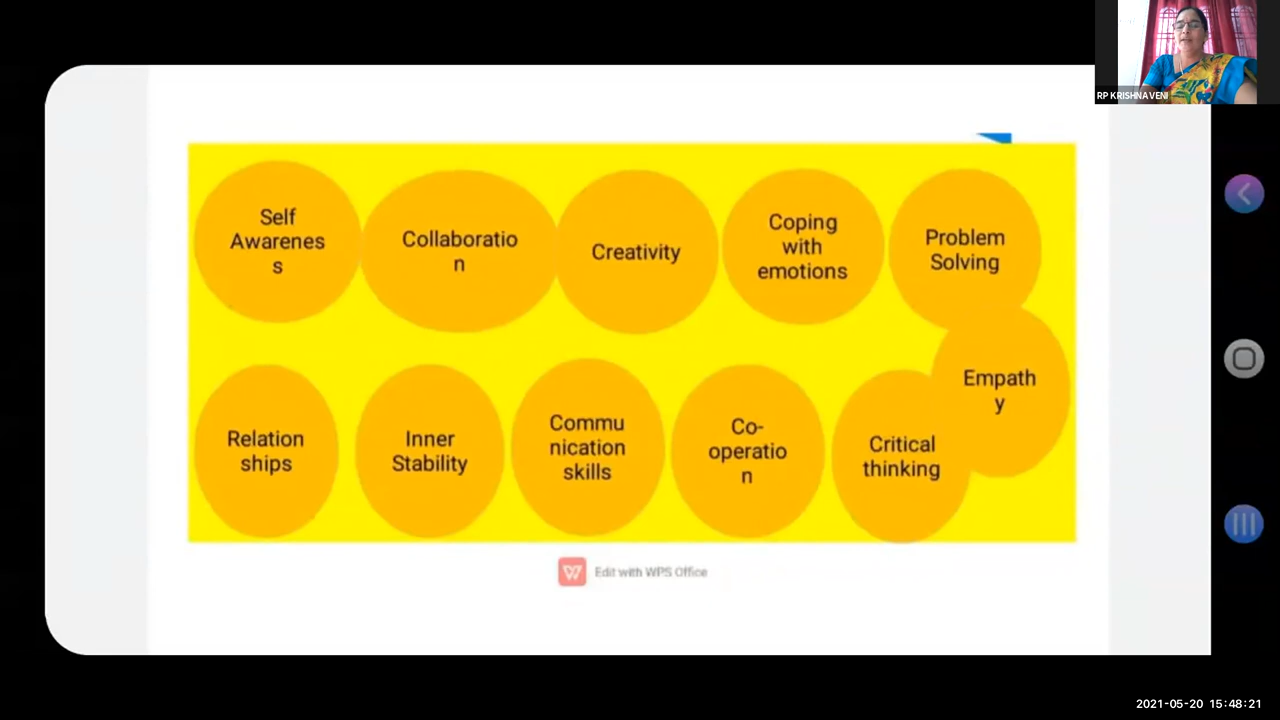 RP KRISHNAVENI
Self
Awarenes
s
Collaboratio
n
Creativity
Coping
with
emotions
Problem
Solving
Empath
y
Relation
ships
Inner
Stability
Commu
nication
skills
Co-
operatio
n
Critical
thinking
Edit with WPS Office
2021-05-20 15:48:21